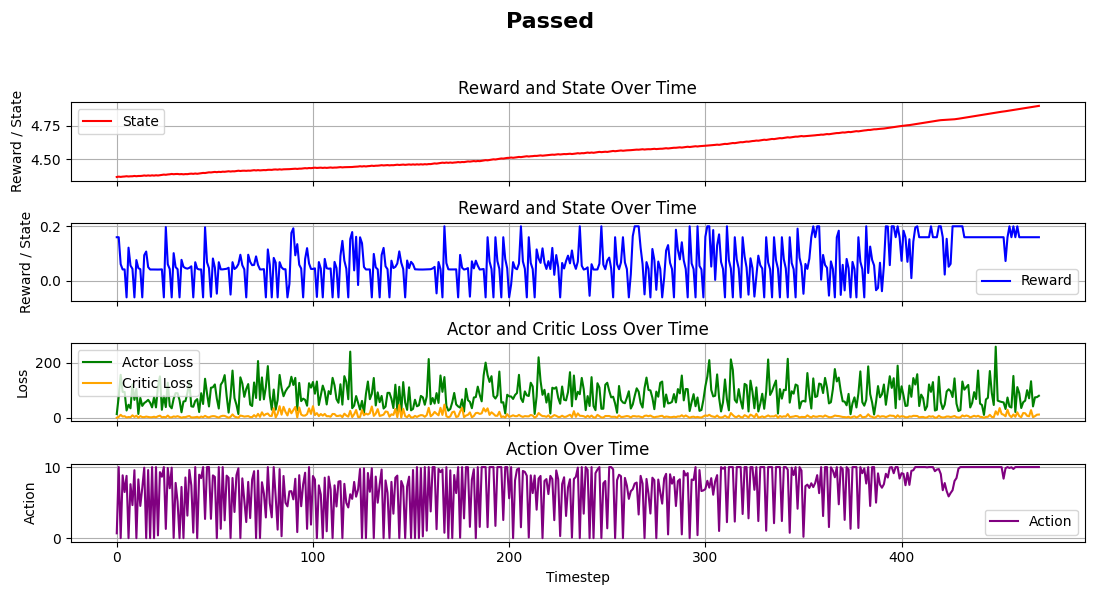 Passed
Reward and State Over Time
Reward / State
4.75
4.50
State
Reward and State Over Time
Reward / State
0.2
0.0
Reward
Actor and Critic Loss Over Time
Loss
200
0
Actor Loss
Critic Loss
Action Over Time
Action
10
0
Action
0
100
200
300
400
Timestep